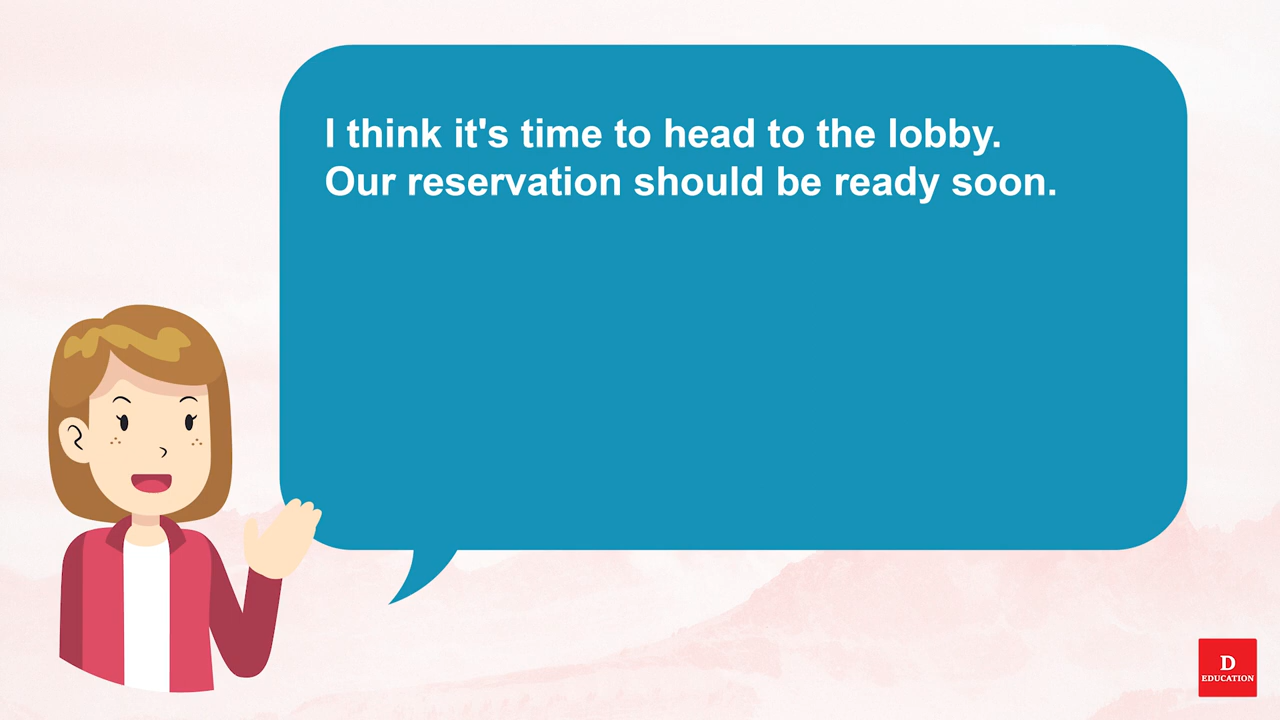 I think it's time to head to the lobby.
Our reservation should be ready soon.
D
EDUCATION